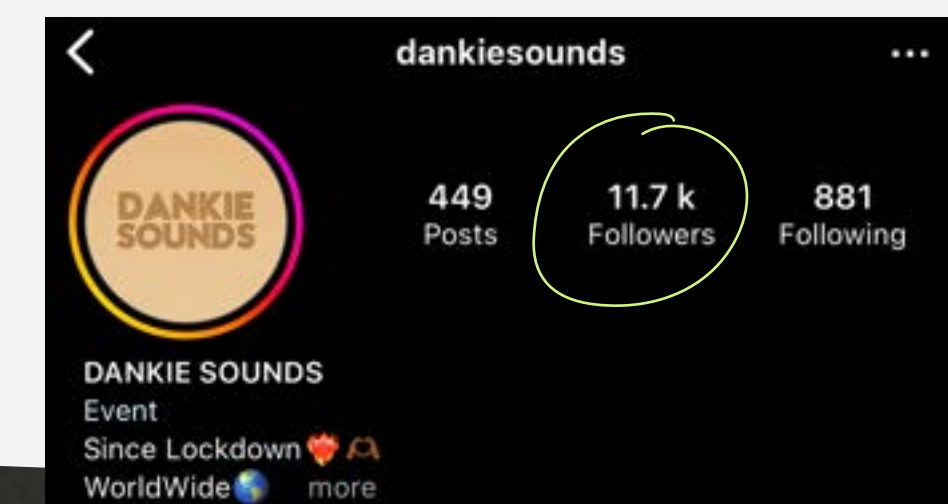 dankiesounds
DANKIE
SOUNDS
449
Posts
11.7 k
Followers
881
Following
DANKIE SOUNDS
Event
Since Lockdown❤️‍🔥🫶🏾
WorldWide🌎 more